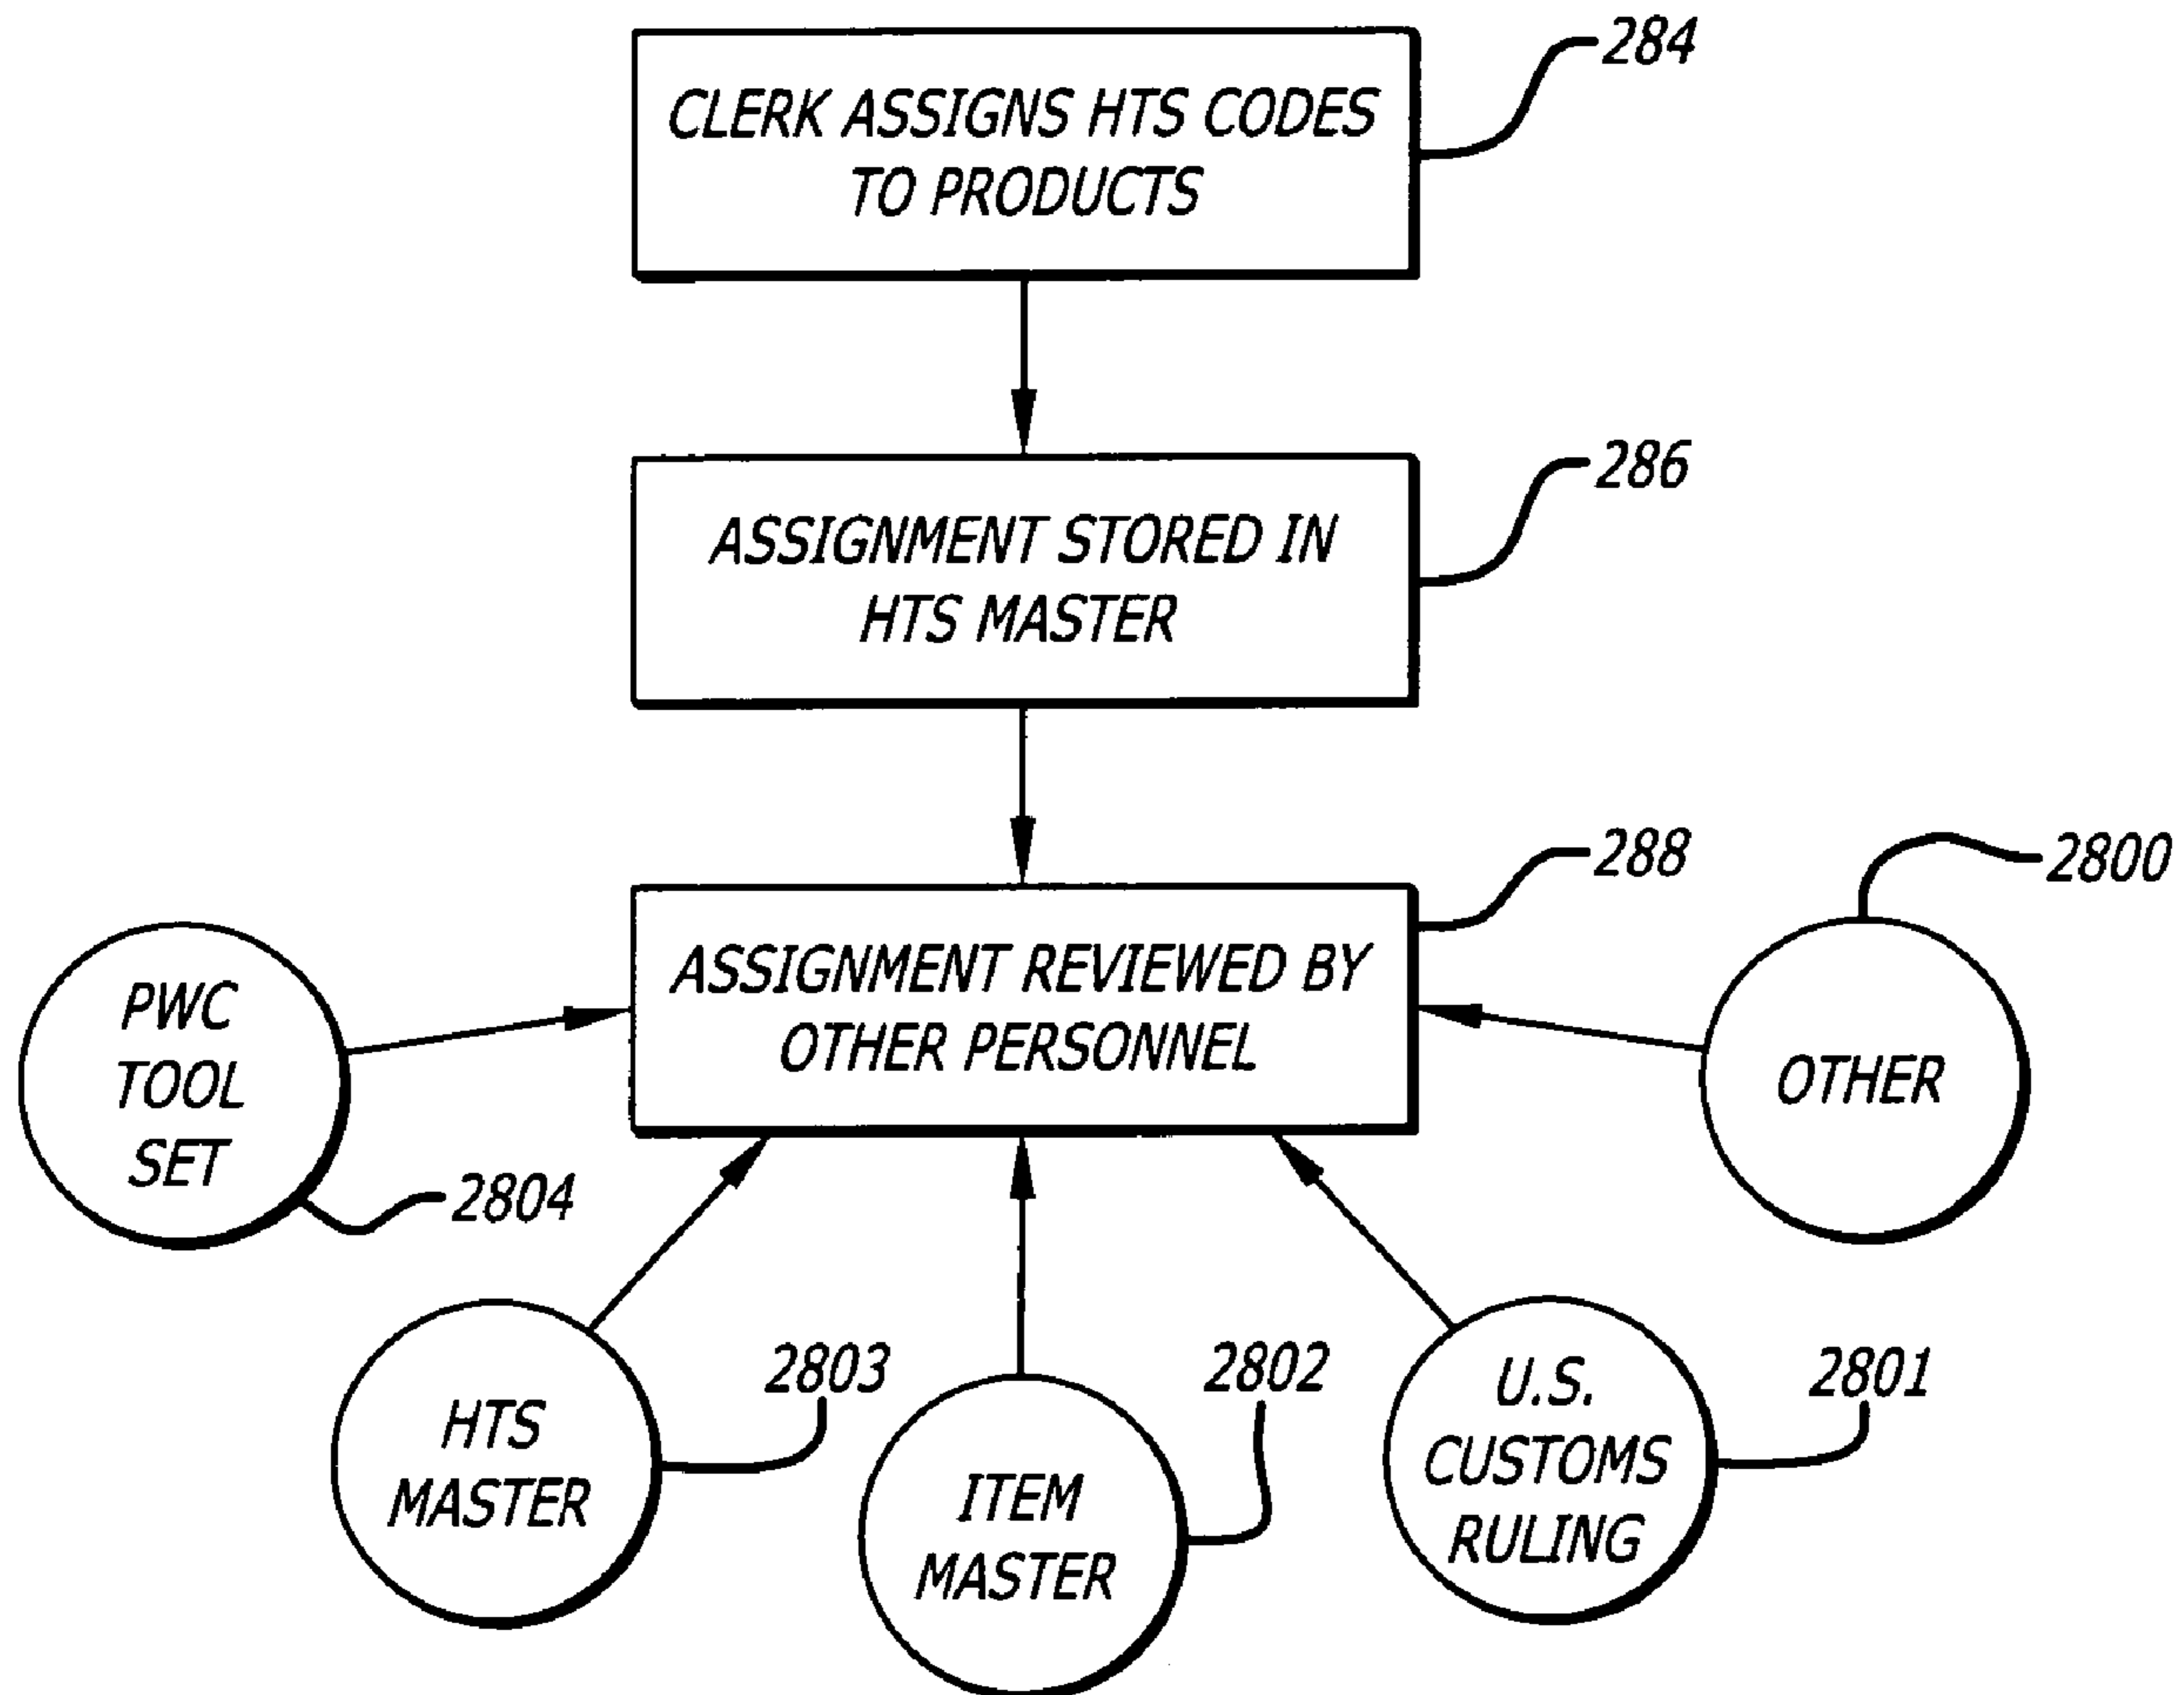 284
CLERK ASSIGNS HTS CODES
TO PRODUCTS
286
ASSIGNMENT STORED IN
HTS MASTER
288
2800
ASSIGNMENT REVIEWED BY
OTHER PERSONNEL
PWC
TOOL
SET
OTHER
2804
2803
2802
2801
HTS
MASTER
ITEM
MASTER
U.S.
CUSTOMS
RULING